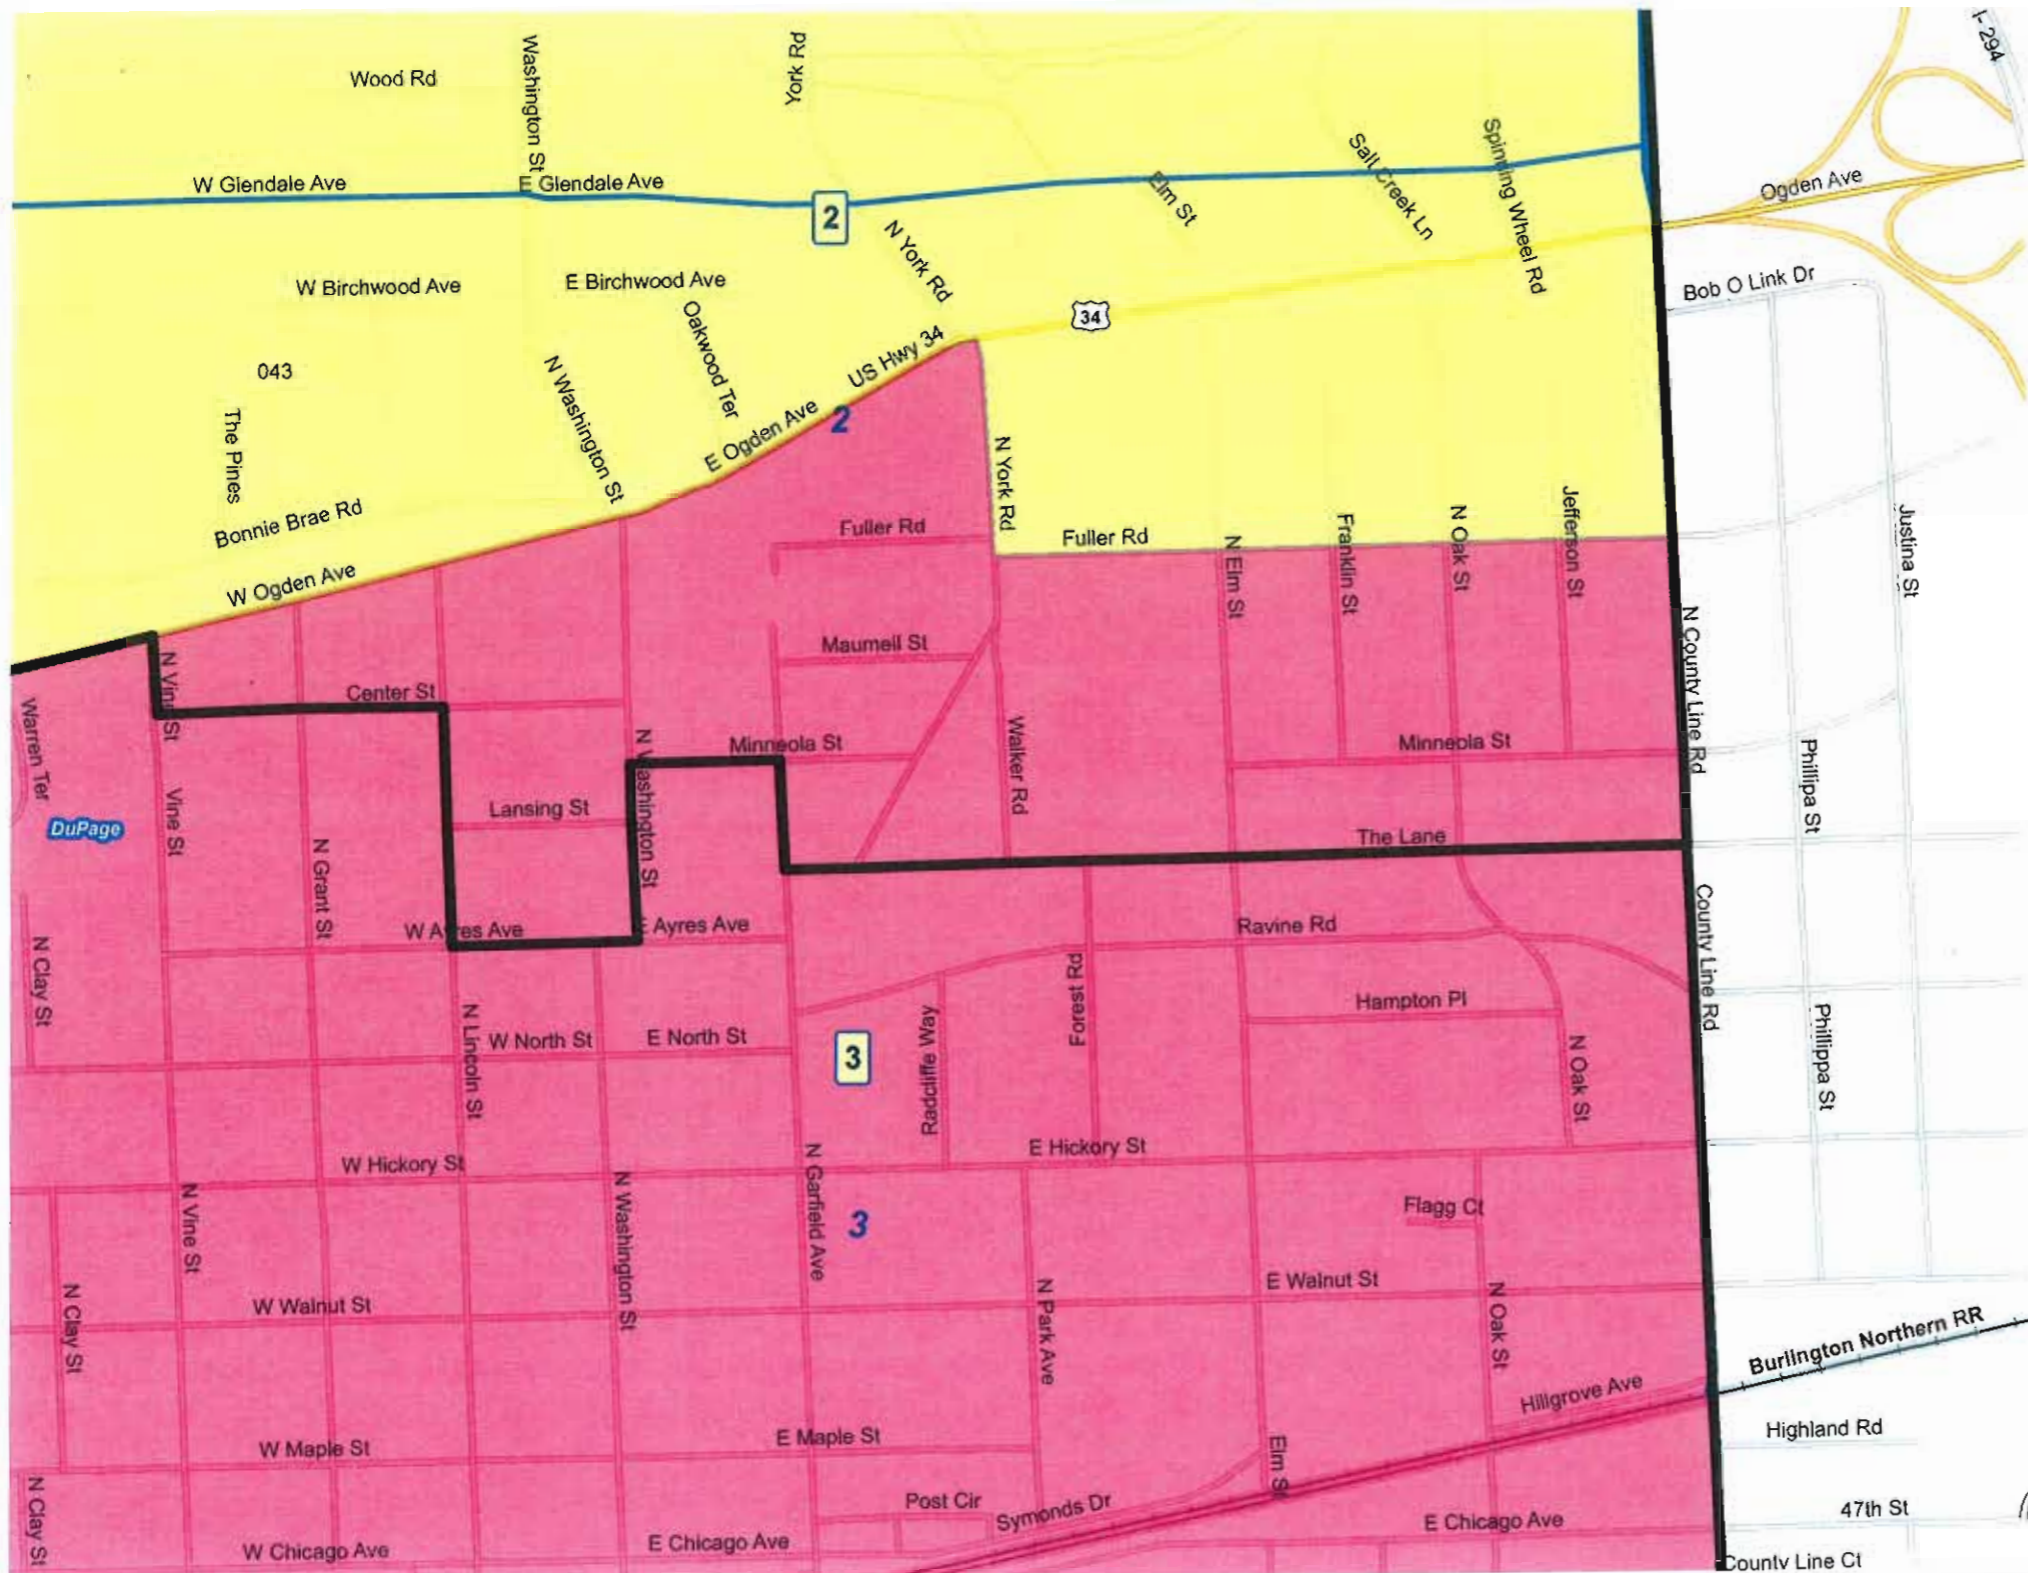 Wood Rd
Washington St
York Rd
I- 294
W Glendale Ave
E Glendale Ave
2
Elm St
Salt Creek Ln
Spinning Wheel Rd
Ogden Ave
N York Rd
W Birchwood Ave
E Birchwood Ave
Bob O Link Dr
34
043
The Pines
N Washington St
Oakwood Ter
US Hwy 34
E Ogden Ave
2
Bonnie Brae Rd
W Ogden Ave
N York Rd
Fuller Rd
Fuller Rd
N Elm St
Franklin St
N Oak St
Jefferson St
Justina St
N County Line Rd
Maumell St
N Vine St
Center St
Warren Ter
DuPage
Vine St
N Grant St
Lansing St
N Washington St
Minneola St
Walker Rd
Minneola St
Phillipa St
The Lane
N Clay St
W Ayres Ave
E Ayres Ave
Ravine Rd
County Line Rd
Forest Rd
Hampton Pl
N Lincoln St
W North St
E North St
3
Radcliffe Way
N Oak St
Phillippa St
W Hickory St
E Hickory St
N Vine St
N Washington St
N Garfield Ave
3
Flagg Ct
N Clay St
W Walnut St
N Park Ave
E Walnut St
N Oak St
Burlington Northern RR
Hillgrove Ave
Highland Rd
W Maple St
E Maple St
Elm St
N Clay St
Post Cir
Symonds Dr
47th St
W Chicago Ave
E Chicago Ave
E Chicago Ave
County Line Ct